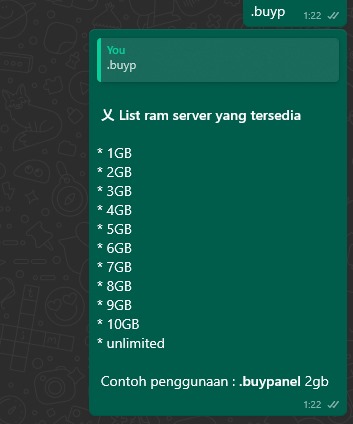 .buyp
1:22
You
.buyp
乂 List ram server yang tersedia
* 1GB
* 2GB
* 3GB
* 4GB
* 5GB
* 6GB
* 7GB
* 8GB
* 9GB
* 10GB
* unlimited
Contoh penggunaan : .buypanel 2gb
1:22